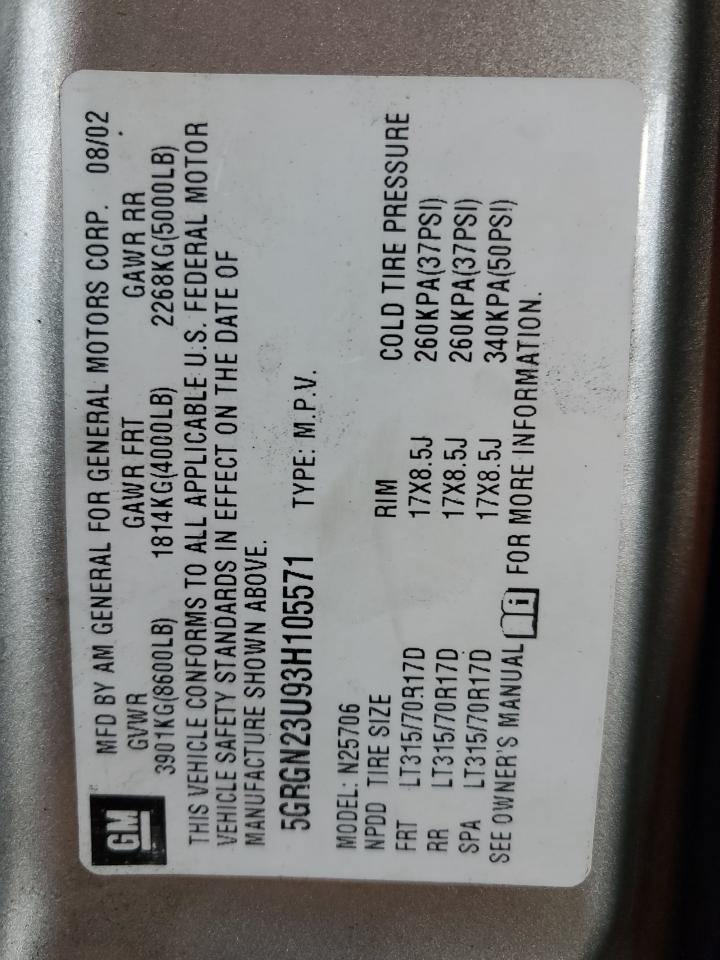 GM
MFD BY AM GENERAL FOR GENERAL MOTORS CORP. 08/02
GVWR GAWR FRT GAWR RR
3901KG(8600LB) 1814KG(4000LB) 2268KG(5000LB)
THIS VEHICLE CONFORMS TO ALL APPLICABLE U.S. FEDERAL MOTOR
VEHICLE SAFETY STANDARDS IN EFFECT ON THE DATE OF
MANUFACTURE SHOWN ABOVE.
5GRGN23U93H105571 TYPE: M.P.V.
MODEL: N25706
NPDD TIRE SIZE RIM COLD TIRE PRESSURE
FRT LT315/70R17D 17X8.5J 260KPA(37PSI)
RR LT315/70R17D 17X8.5J 260KPA(37PSI)
SPA LT315/70R17D 17X8.5J 340KPA(50PSI)
SEE OWNER'S MANUAL i FOR MORE INFORMATION.